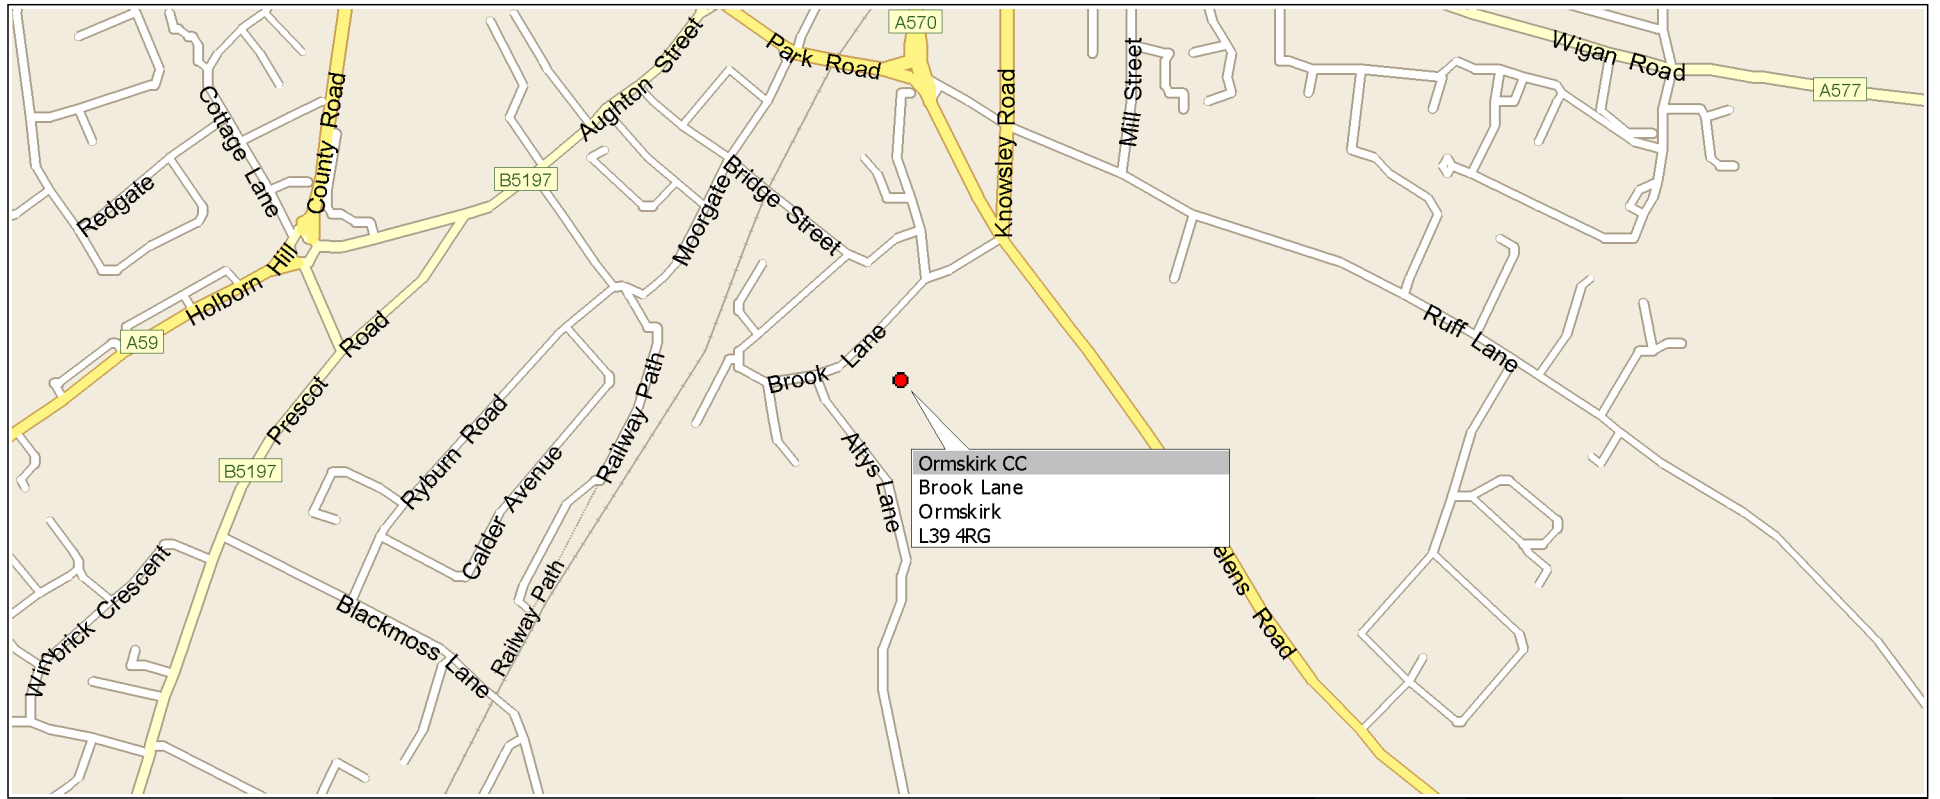 A570
Park Road
Wigan Road
A577
Aughton Street
Mill Street
Knowsley Road
County Road
Cottage Lane
Redgate
B5197
Bridge Street
Moorgate
Holborn Hill
A59
Prescot Road
Ruff Lane
Brook Lane
Railway Path
Ryburn Road
Calder Avenue
Altys Lane
B5197
Ormskirk CC
Brook Lane
Ormskirk
L39 4RG
elens Road
Wimbrick Crescent
Blackmoss Lane
Railway Path